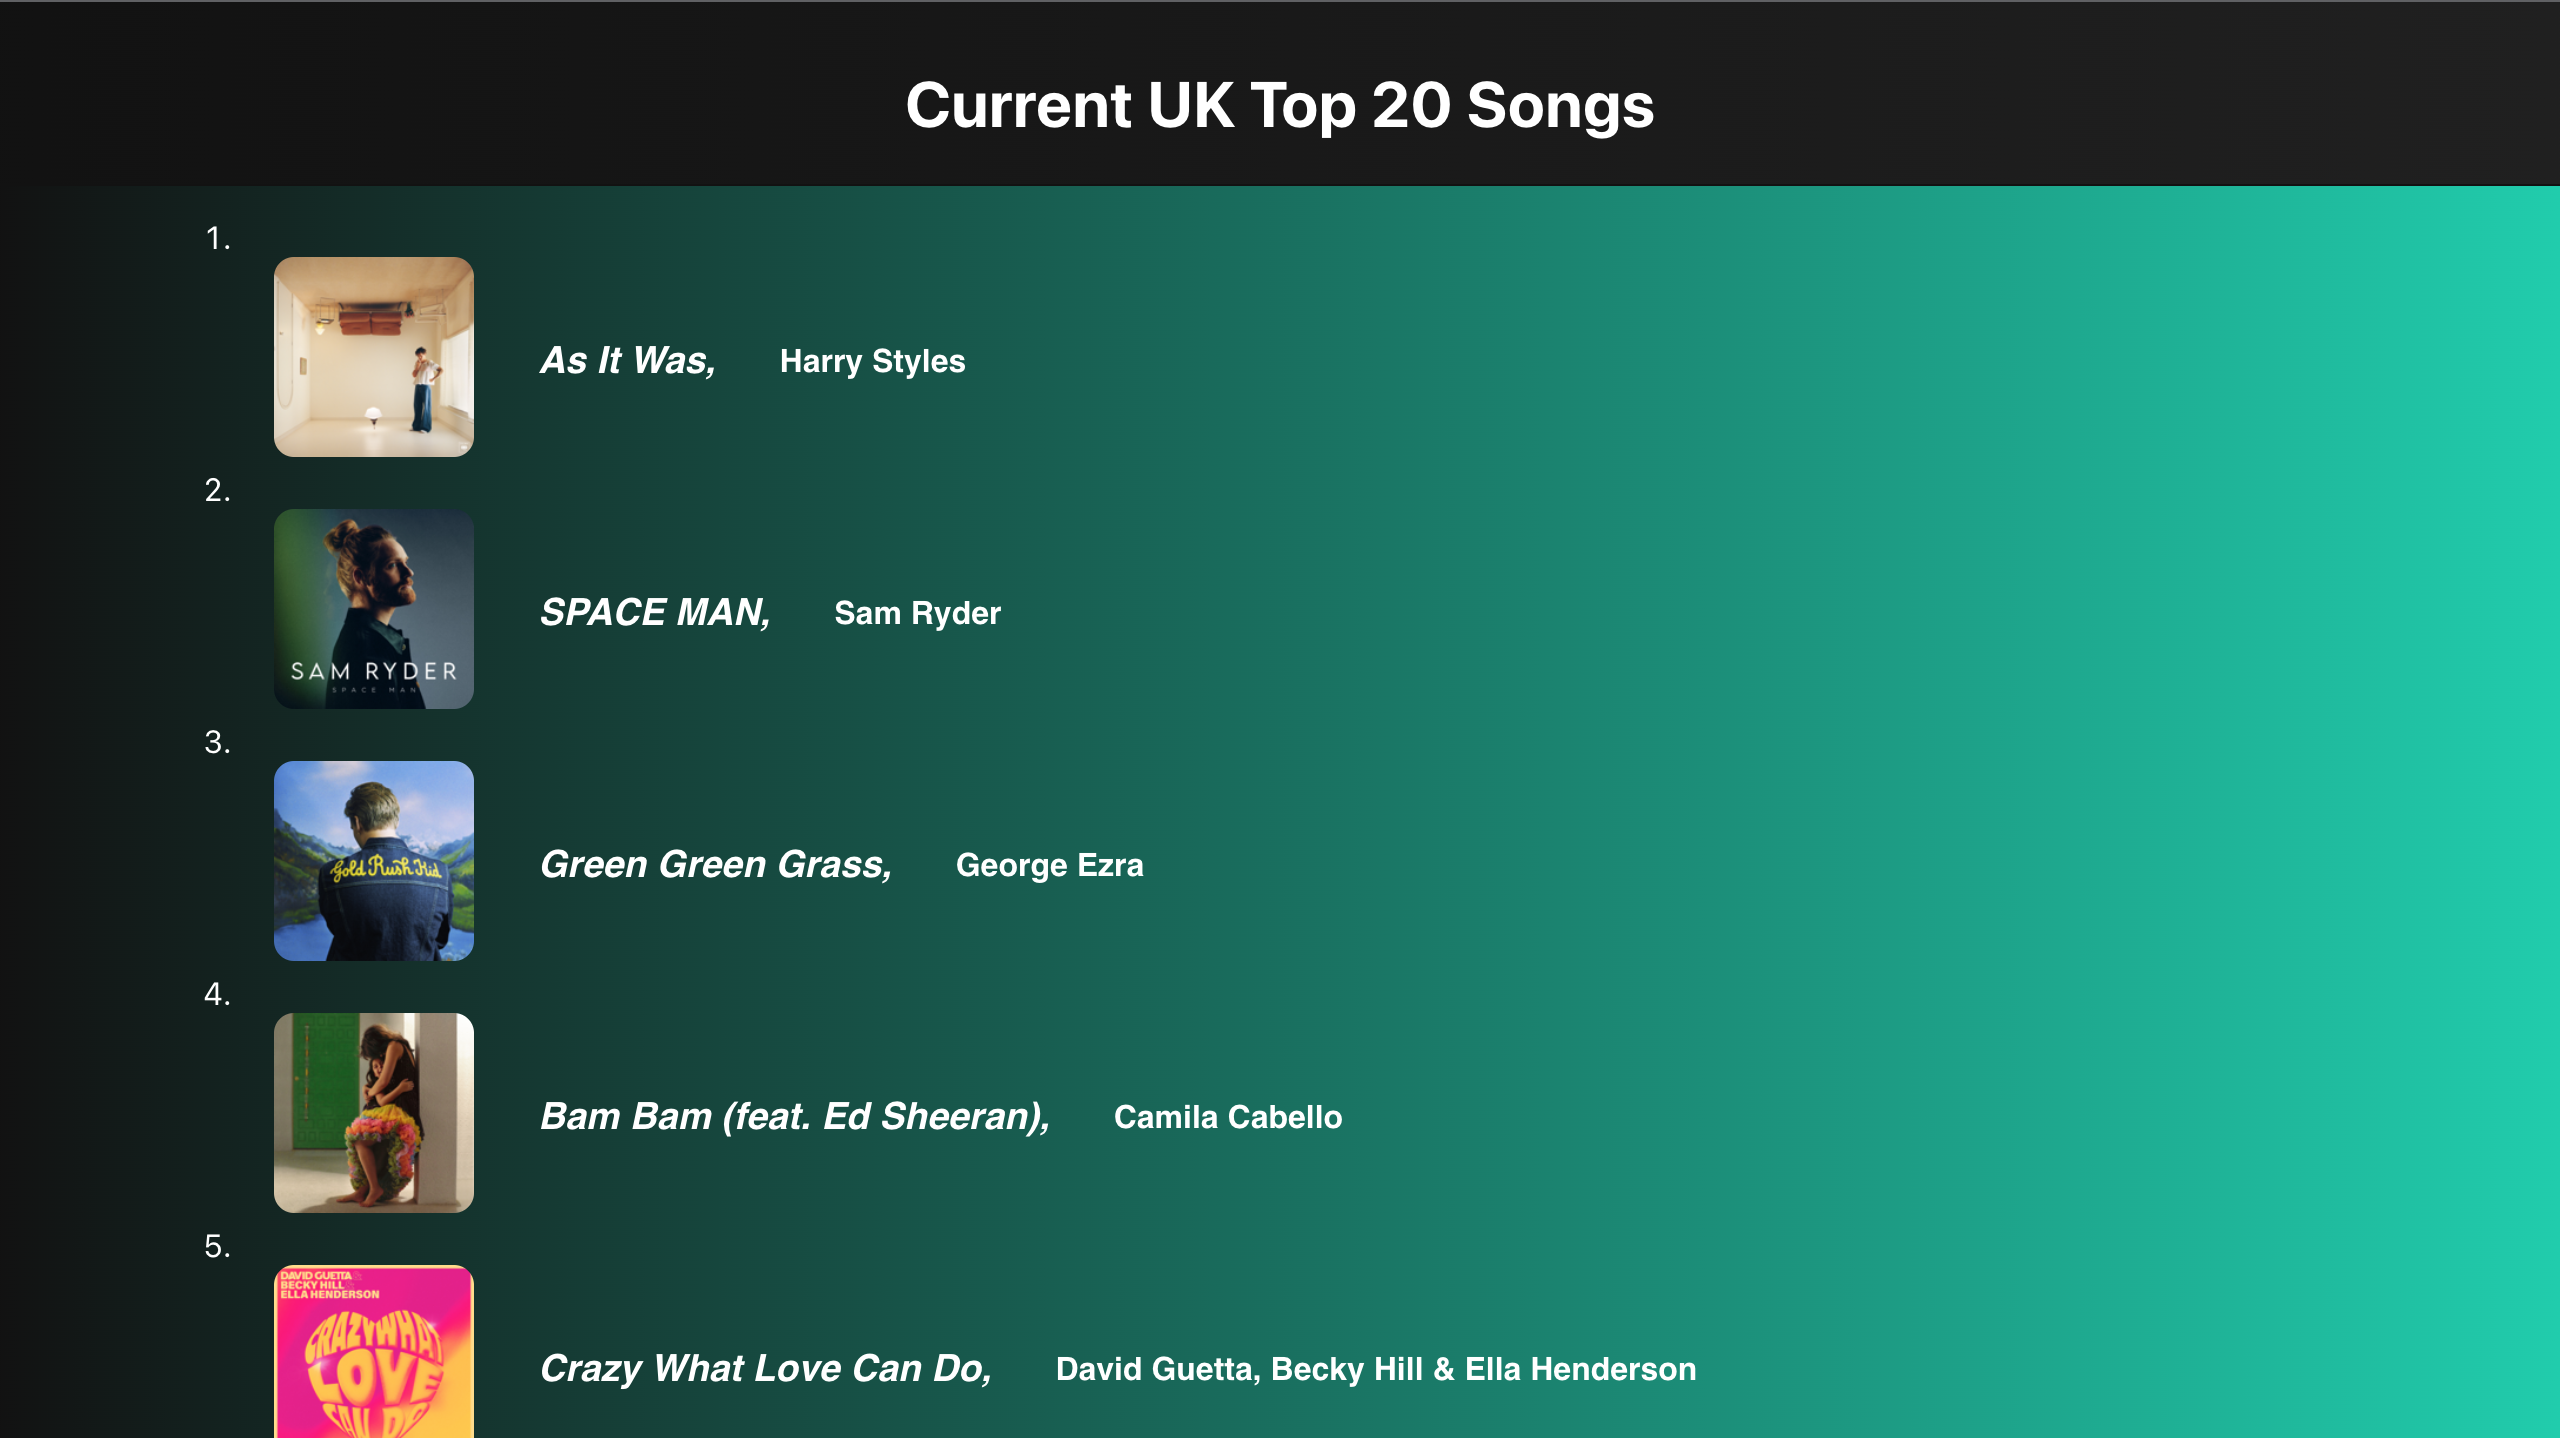 Current UK Top 20 Songs
1.
As It Was, Harry Styles
2.
SAM RYDER
SPACE MAN
SPACE MAN, Sam Ryder
3.
Gold Rush Kid
Green Green Grass, George Ezra
4.
Bam Bam (feat. Ed Sheeran), Camila Cabello
5.
DAVID GUETTA
BECKY HILL
ELLA HENDERSON
CRAZY WHAT
LOVE
CAN DO
Crazy What Love Can Do, David Guetta, Becky Hill & Ella Henderson